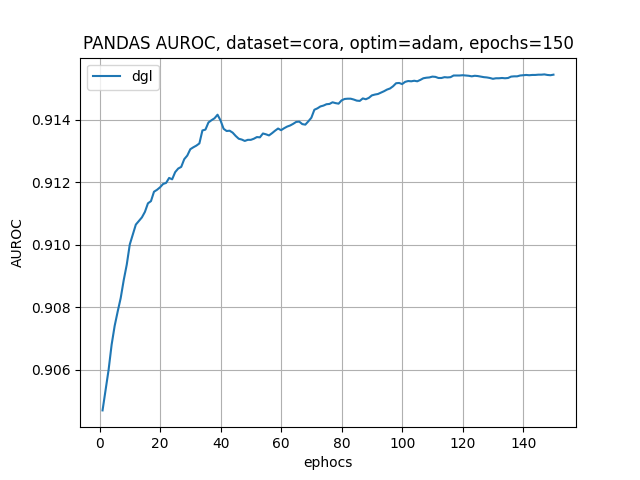 PANDAS AUROC, dataset=cora, optim=adam, epochs=150
dgl
0.914
0.912
0.910
0.908
0.906
AUROC
0 20 40 60 80 100 120 140
ephocs